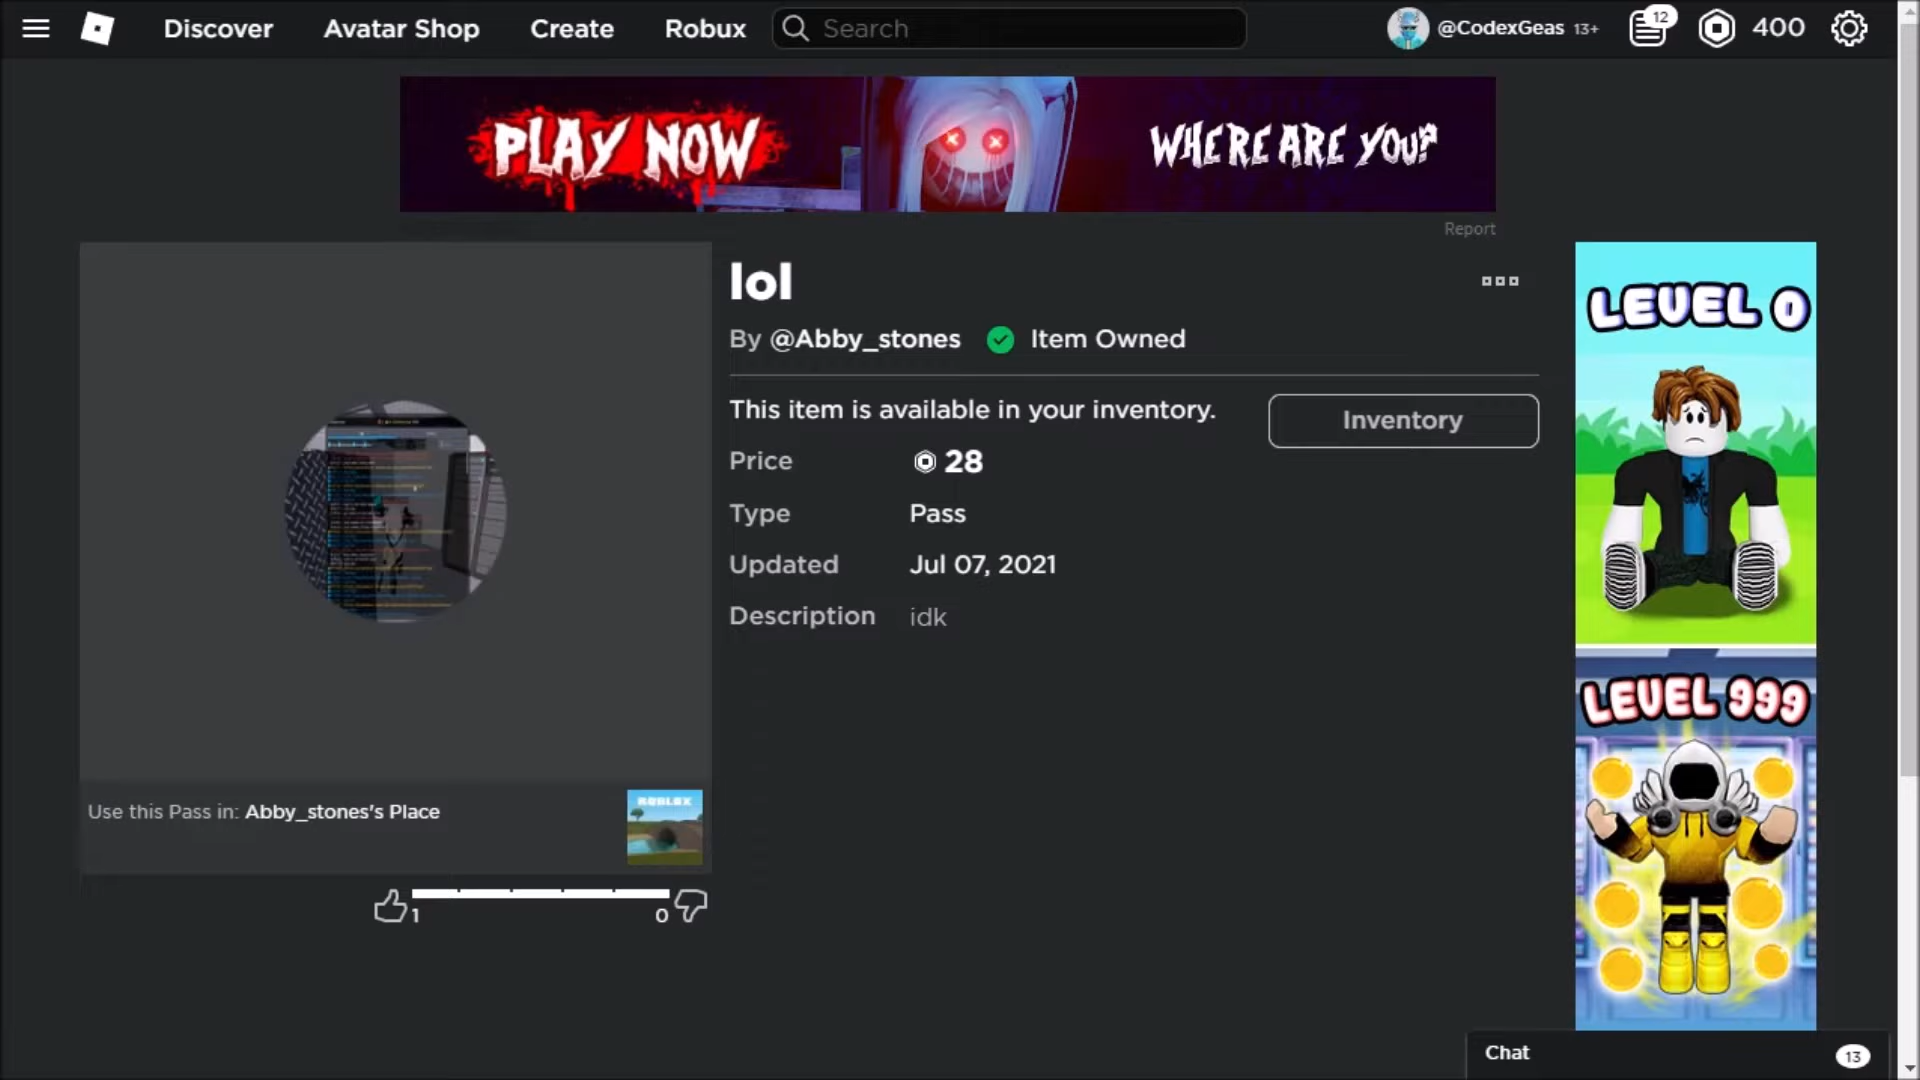 Discover
Avatar Shop
Create
Robux
Search
@CodexGeas 13+
12
400
PLAY NOW
WHERE ARE YOU?
Report
lol
By @Abby_stones
Item Owned
This item is available in your inventory.
Inventory
Price
28
Type
Pass
Updated
Jul 07, 2021
Description
idk
LEVEL 0
LEVEL 999
Use this Pass in: Abby_stones's Place
ROBLOX
1
0
Chat
13